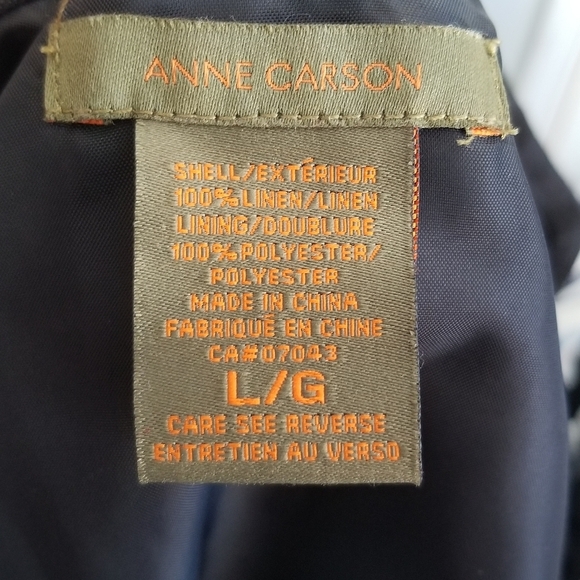 ANNE CARSON
SHELL/EXTÉRIEUR
100% LINEN/LINEN
LINING/DOUBLURE
100% POLYESTER/
POLYESTER
MADE IN CHINA
FABRIQUÉ EN CHINE
CA#07043
L/G
CARE SEE REVERSE
ENTRETIEN AU VERSO